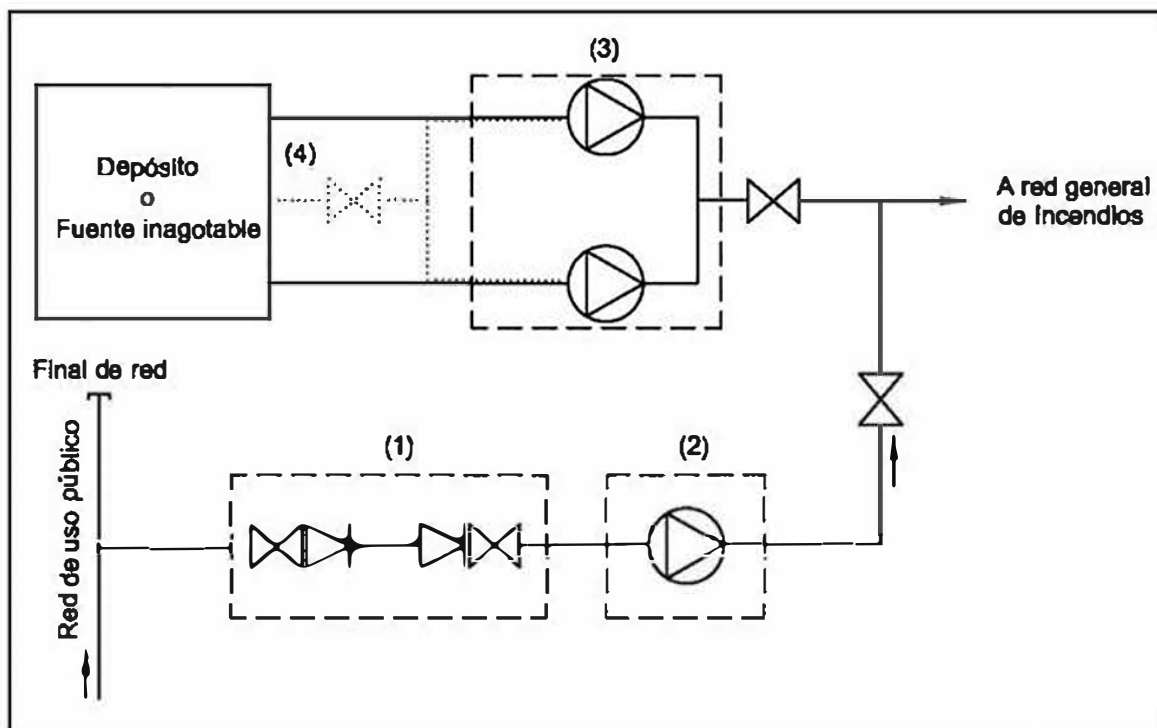 (3)
Depósito
o
Fuente inagotable
(4)
A red general
de incendios
Final de red
Red de uso público
(1)
(2)